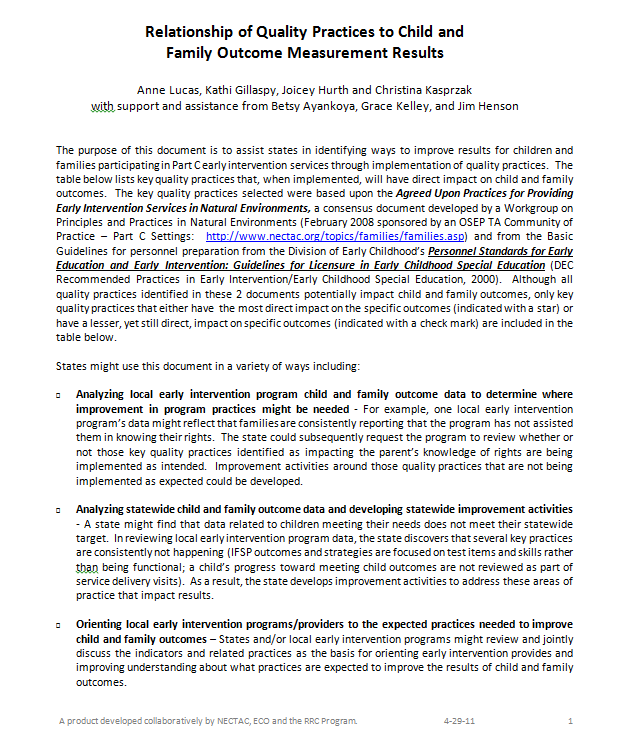 Relationship of Quality Practices to Child and
Family Outcome Measurement Results
Anne Lucas, Kathi Gillaspy, Joicey Hurth and Christina Kasprzak
with support and assistance from Betsy Ayankoya, Grace Kelley, and Jim Henson
The purpose of this document is to assist states in identifying ways to improve results for children and
families participating in Part C early intervention services through implementation of quality practices. The
table below lists key quality practices that, when implemented, will have direct impact on child and family
outcomes. The key quality practices selected were based upon the Agreed Upon Practices for Providing
Early Intervention Services in Natural Environments, a consensus document developed by a Workgroup on
Principles and Practices in Natural Environments (February 2008 sponsored by an OSEP TA Community of
Practice – Part C Settings: http://www.nectac.org/topics/families/families.asp) and from the Basic
Guidelines for personnel preparation from the Division of Early Childhood's Personnel Standards for Early
Education and Early Intervention: Guidelines for Licensure in Early Childhood Special Education (DEC
Recommended Practices in Early Intervention/Early Childhood Special Education, 2000). Although all
quality practices identified in these 2 documents potentially impact child and family outcomes, only key
quality practices that either have the most direct impact on the specific outcomes (indicated with a star) or
have a lesser, yet still direct, impact on specific outcomes (indicated with a check mark) are included in the
table below.
States might use this document in a variety of ways including:
Analyzing local early intervention program child and family outcome data to determine where
improvement in program practices might be needed - For example, one local early intervention
program's data might reflect that families are consistently reporting that the program has not assisted
them in knowing their rights. The state could subsequently request the program to review whether or
not those key quality practices identified as impacting the parent's knowledge of rights are being
implemented as intended. Improvement activities around those quality practices that are not being
implemented as expected could be developed.
Analyzing statewide child and family outcome data and developing statewide improvement activities
- A state might find that data related to children meeting their needs does not meet their statewide
target. In reviewing local early intervention program data, the state discovers that several key practices
are consistently not happening (IFSP outcomes and strategies are focused on test items and skills rather
than being functional; a child's progress toward meeting child outcomes are not reviewed as part of
service delivery visits). As a result, the state develops improvement activities to address these areas of
practice that impact results.
Orienting local early intervention programs/providers to the expected practices needed to improve
child and family outcomes – States and/or local early intervention programs might review and jointly
discuss the indicators and related practices as the basis for orienting early intervention provides and
improving understanding about what practices are expected to improve the results of child and family
outcomes.
A product developed collaboratively by NECTAC, ECO and the RRC Program. 4-29-11 1